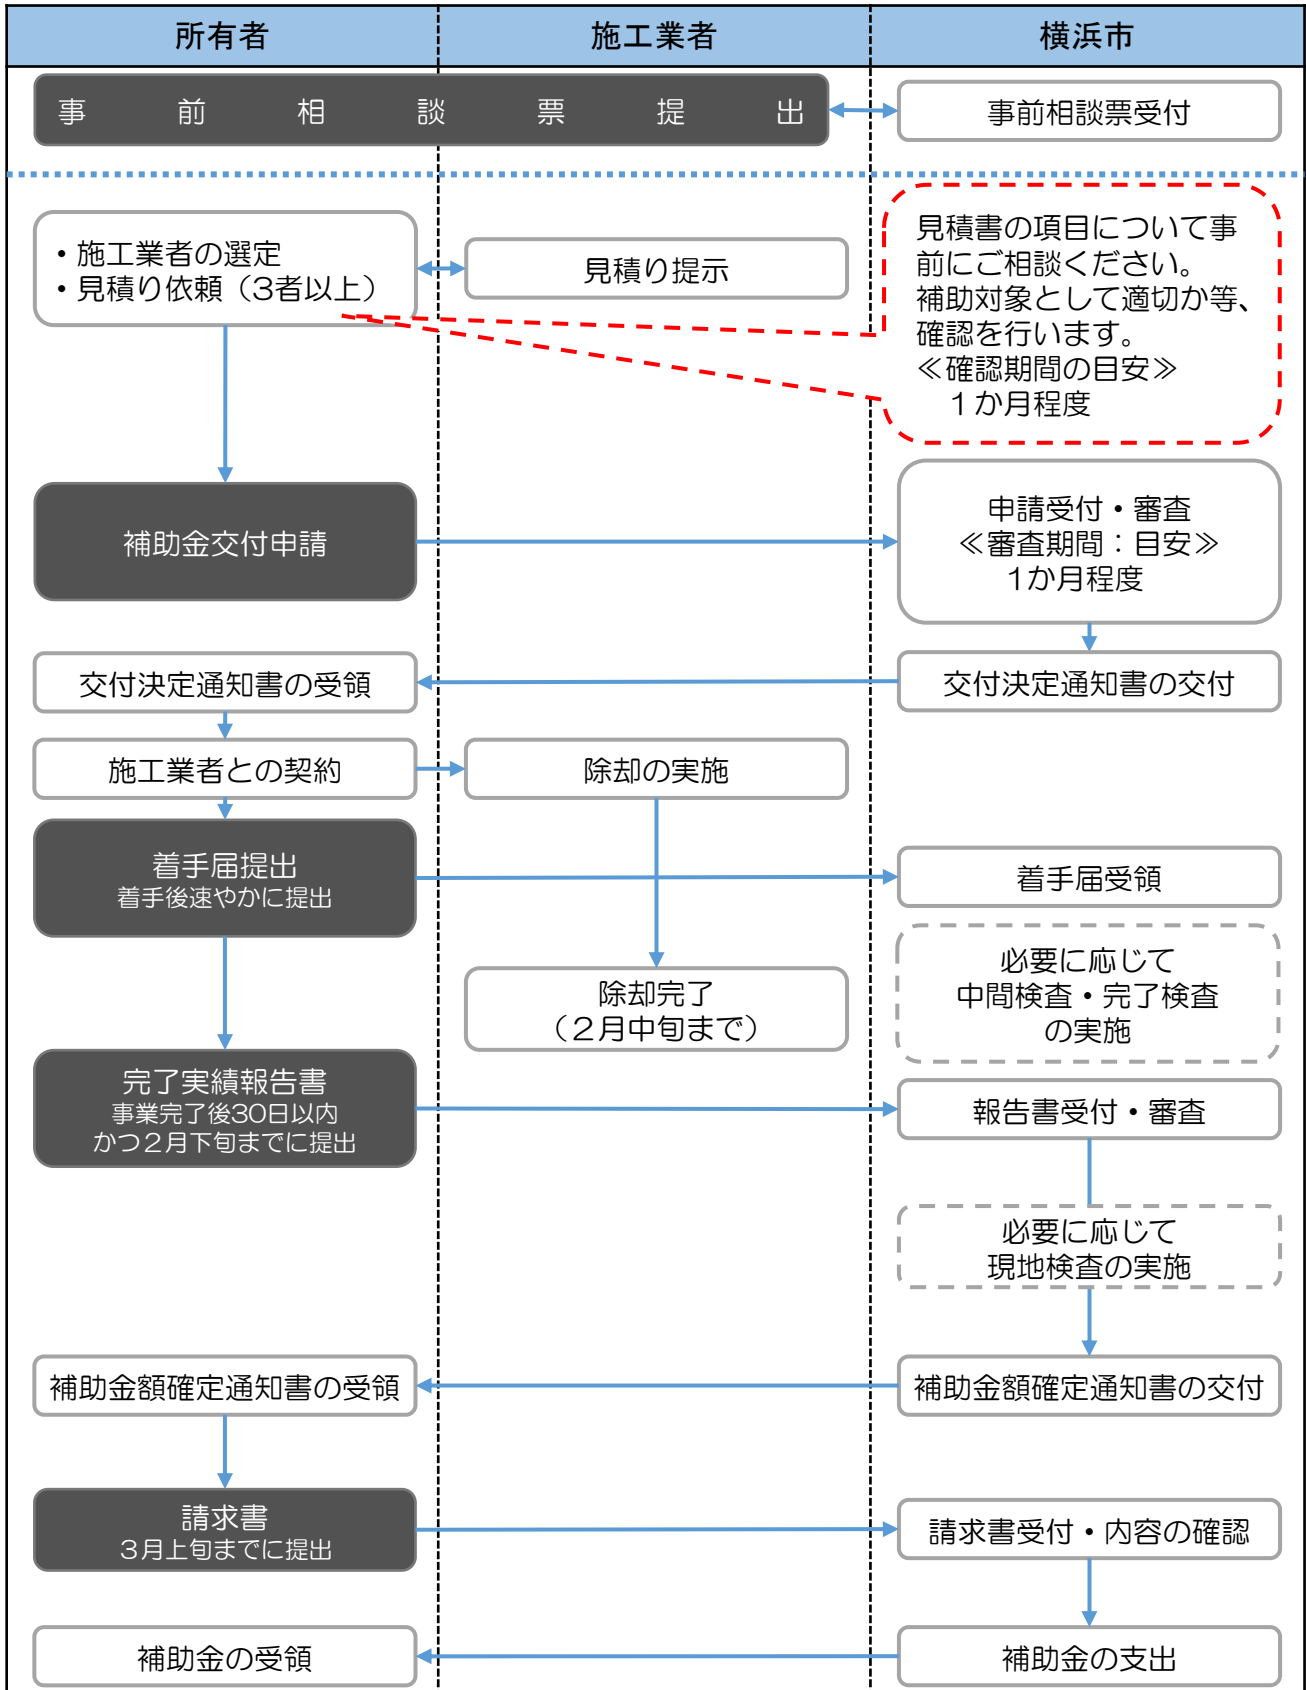 所有者
施工業者
横浜市
事前相談票提出
事前相談票受付
・施工業者の選定
・見積り依頼（3者以上）
見積り提示
見積書の項目について事
前にご相談ください。
補助対象として適切か等、
確認を行います。
≪確認期間の目安≫
１か月程度
補助金交付申請
申請受付・審査
≪審査期間：目安≫
1か月程度
交付決定通知書の受領
交付決定通知書の交付
施工業者との契約
除却の実施
着手届提出
着手後速やかに提出
着手届受領
必要に応じて
中間検査・完了検査
の実施
除却完了
（２月中旬まで）
完了実績報告書
事業完了後30日以内
かつ２月下旬までに提出
報告書受付・審査
必要に応じて
現地検査の実施
補助金額確定通知書の受領
補助金額確定通知書の交付
請求書
３月上旬までに提出
請求書受付・内容の確認
補助金の受領
補助金の支出